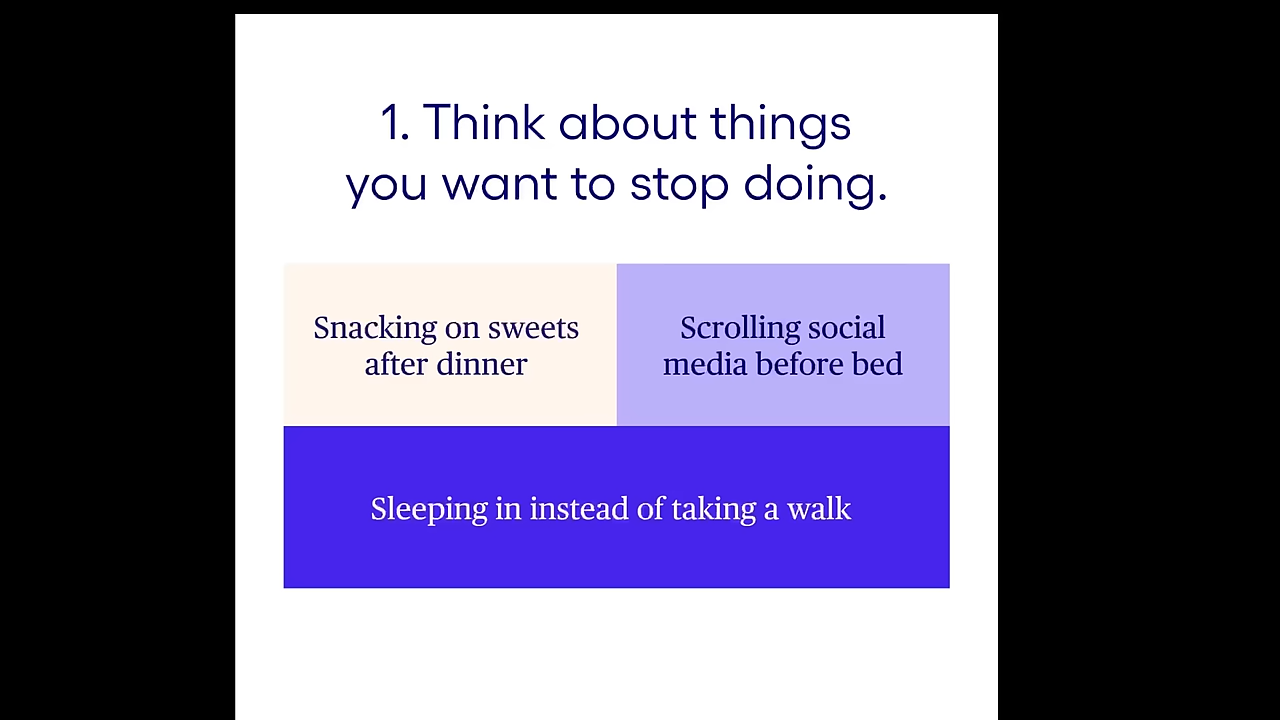 1. Think about things
you want to stop doing.
Snacking on sweets
after dinner
Scrolling social
media before bed
Sleeping in instead of taking a walk